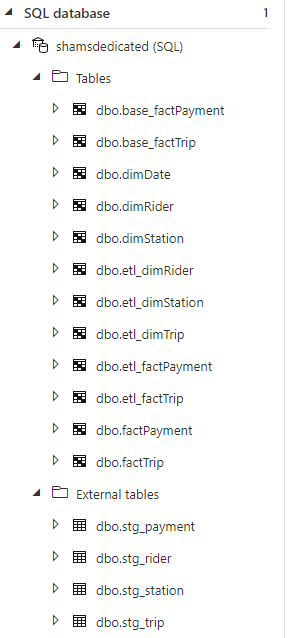 SQL database 1
shamsdedicated (SQL)
Tables
dbo.base_factPayment
dbo.base_factTrip
dbo.dimDate
dbo.dimRider
dbo.dimStation
dbo.etl_dimRider
dbo.etl_dimStation
dbo.etl_dimTrip
dbo.etl_factPayment
dbo.etl_factTrip
dbo.factPayment
dbo.factTrip
External tables
dbo.stg_payment
dbo.stg_rider
dbo.stg_station
dbo.stg_trip